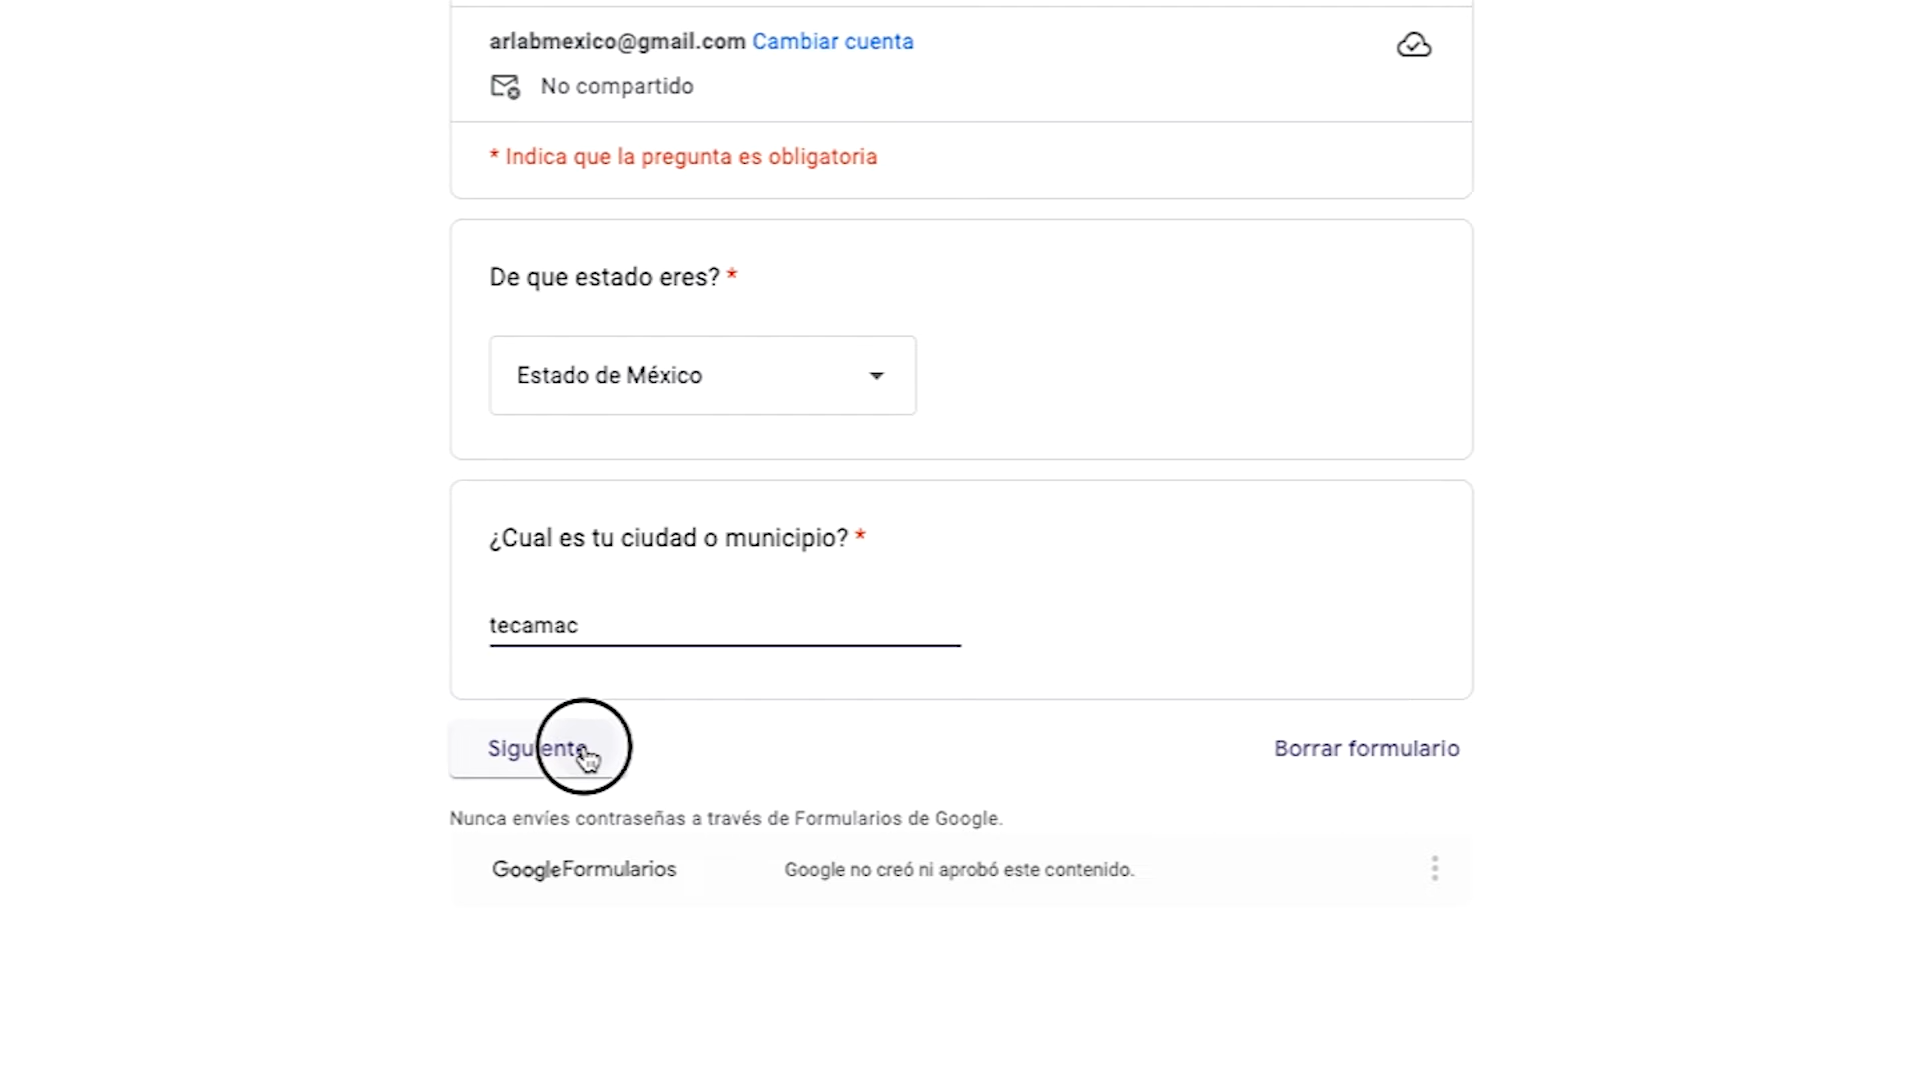 arlabmexico@gmail.com Cambiar cuenta
No compartido
* Indica que la pregunta es obligatoria
De que estado eres? *
Estado de México
¿Cual es tu ciudad o municipio? *
tecamac
Siguiente
Borrar formulario
Nunca envíes contraseñas a través de Formularios de Google.
GoogleFormularios
Google no creó ni aprobó este contenido.